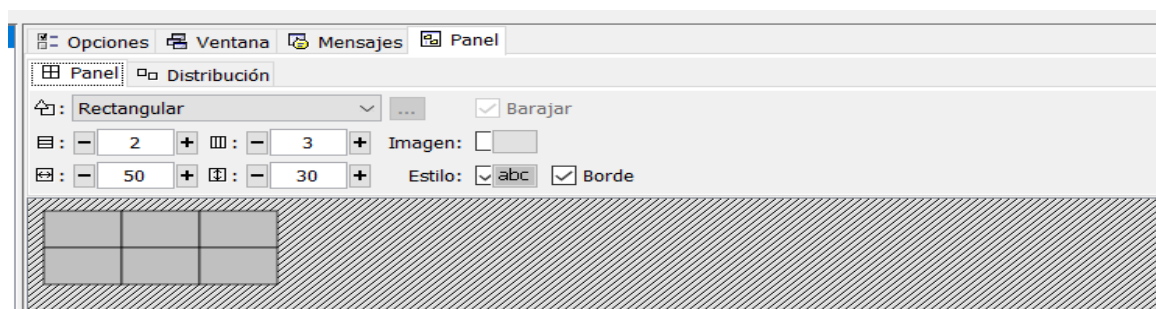 Opciones Ventana Mensajes Panel
Panel Distribución
: Rectangular ... Barajar
: − 2 + : − 3 + Imagen:
: − 50 + : − 30 + Estilo: abc Borde